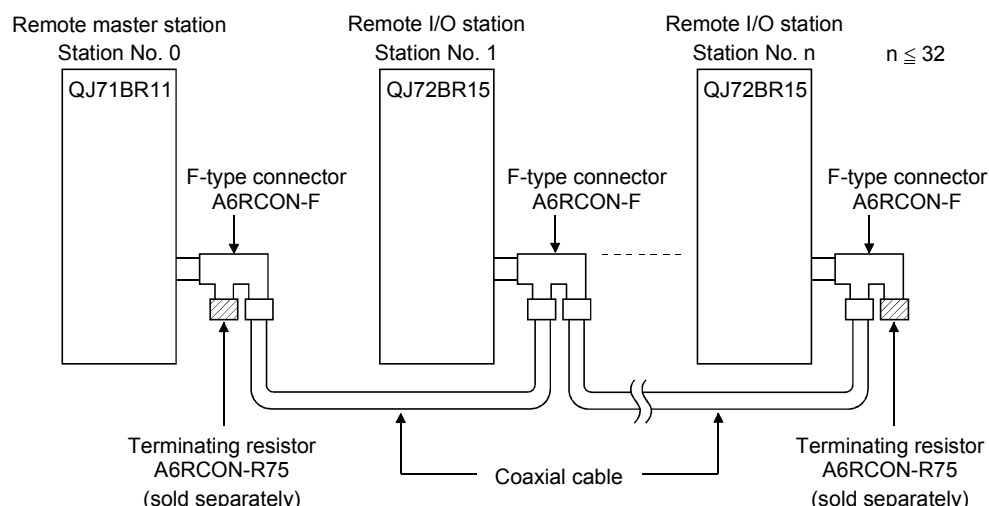 Remote master station
Station No. 0
Remote I/O station
Station No. 1
Remote I/O station
Station No. n
n ≦ 32
QJ71BR11
QJ72BR15
QJ72BR15
F-type connector
A6RCON-F
F-type connector
A6RCON-F
F-type connector
A6RCON-F
Terminating resistor
A6RCON-R75
(sold separately)
Coaxial cable
Terminating resistor
A6RCON-R75
(sold separately)